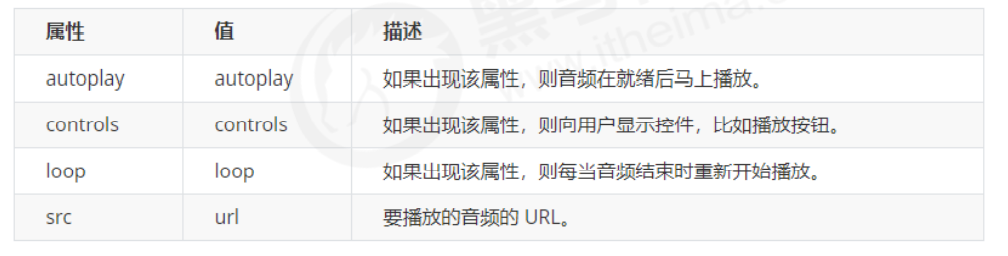 属性 值 描述
autoplay autoplay 如果出现该属性，则音频在就绪后马上播放。
controls controls 如果出现该属性，则向用户显示控件，比如播放按钮。
loop loop 如果出现该属性，则每当音频结束时重新开始播放。
src url 要播放的音频的 URL。